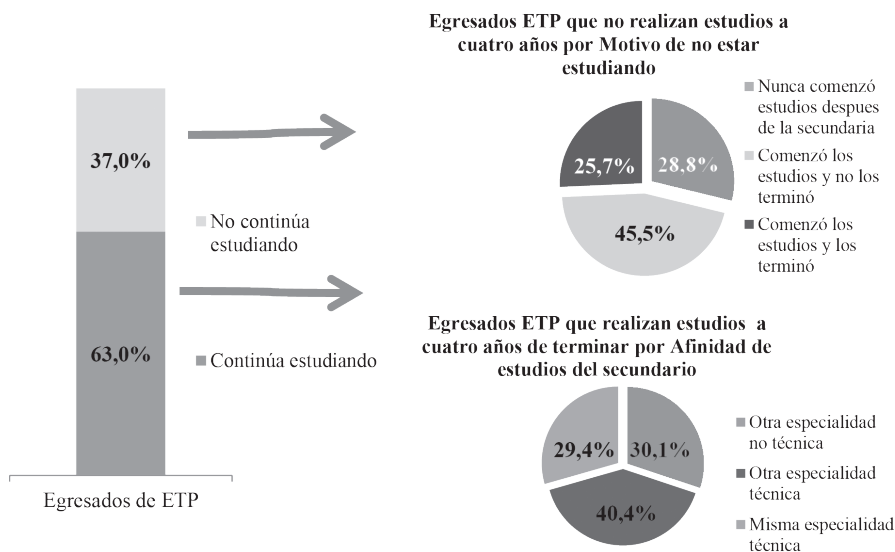 37,0%
63,0%
No continúa
estudiando
Continúa estudiando
Egresados de ETP
Egresados ETP que no realizan estudios a
cuatro años por Motivo de no estar
estudiando
25,7%
28,8%
45,5%
Nunca comenzó
estudios despues
de la secundaria
Comenzó los
estudios y no los
terminó
Comenzó los
estudios y los
terminó
Egresados ETP que realizan estudios a
cuatro años de terminar por Afinidad de
estudios del secundario
29,4%
30,1%
40,4%
Otra especialidad
no técnica
Otra especialidad
técnica
Misma especialidad
técnica